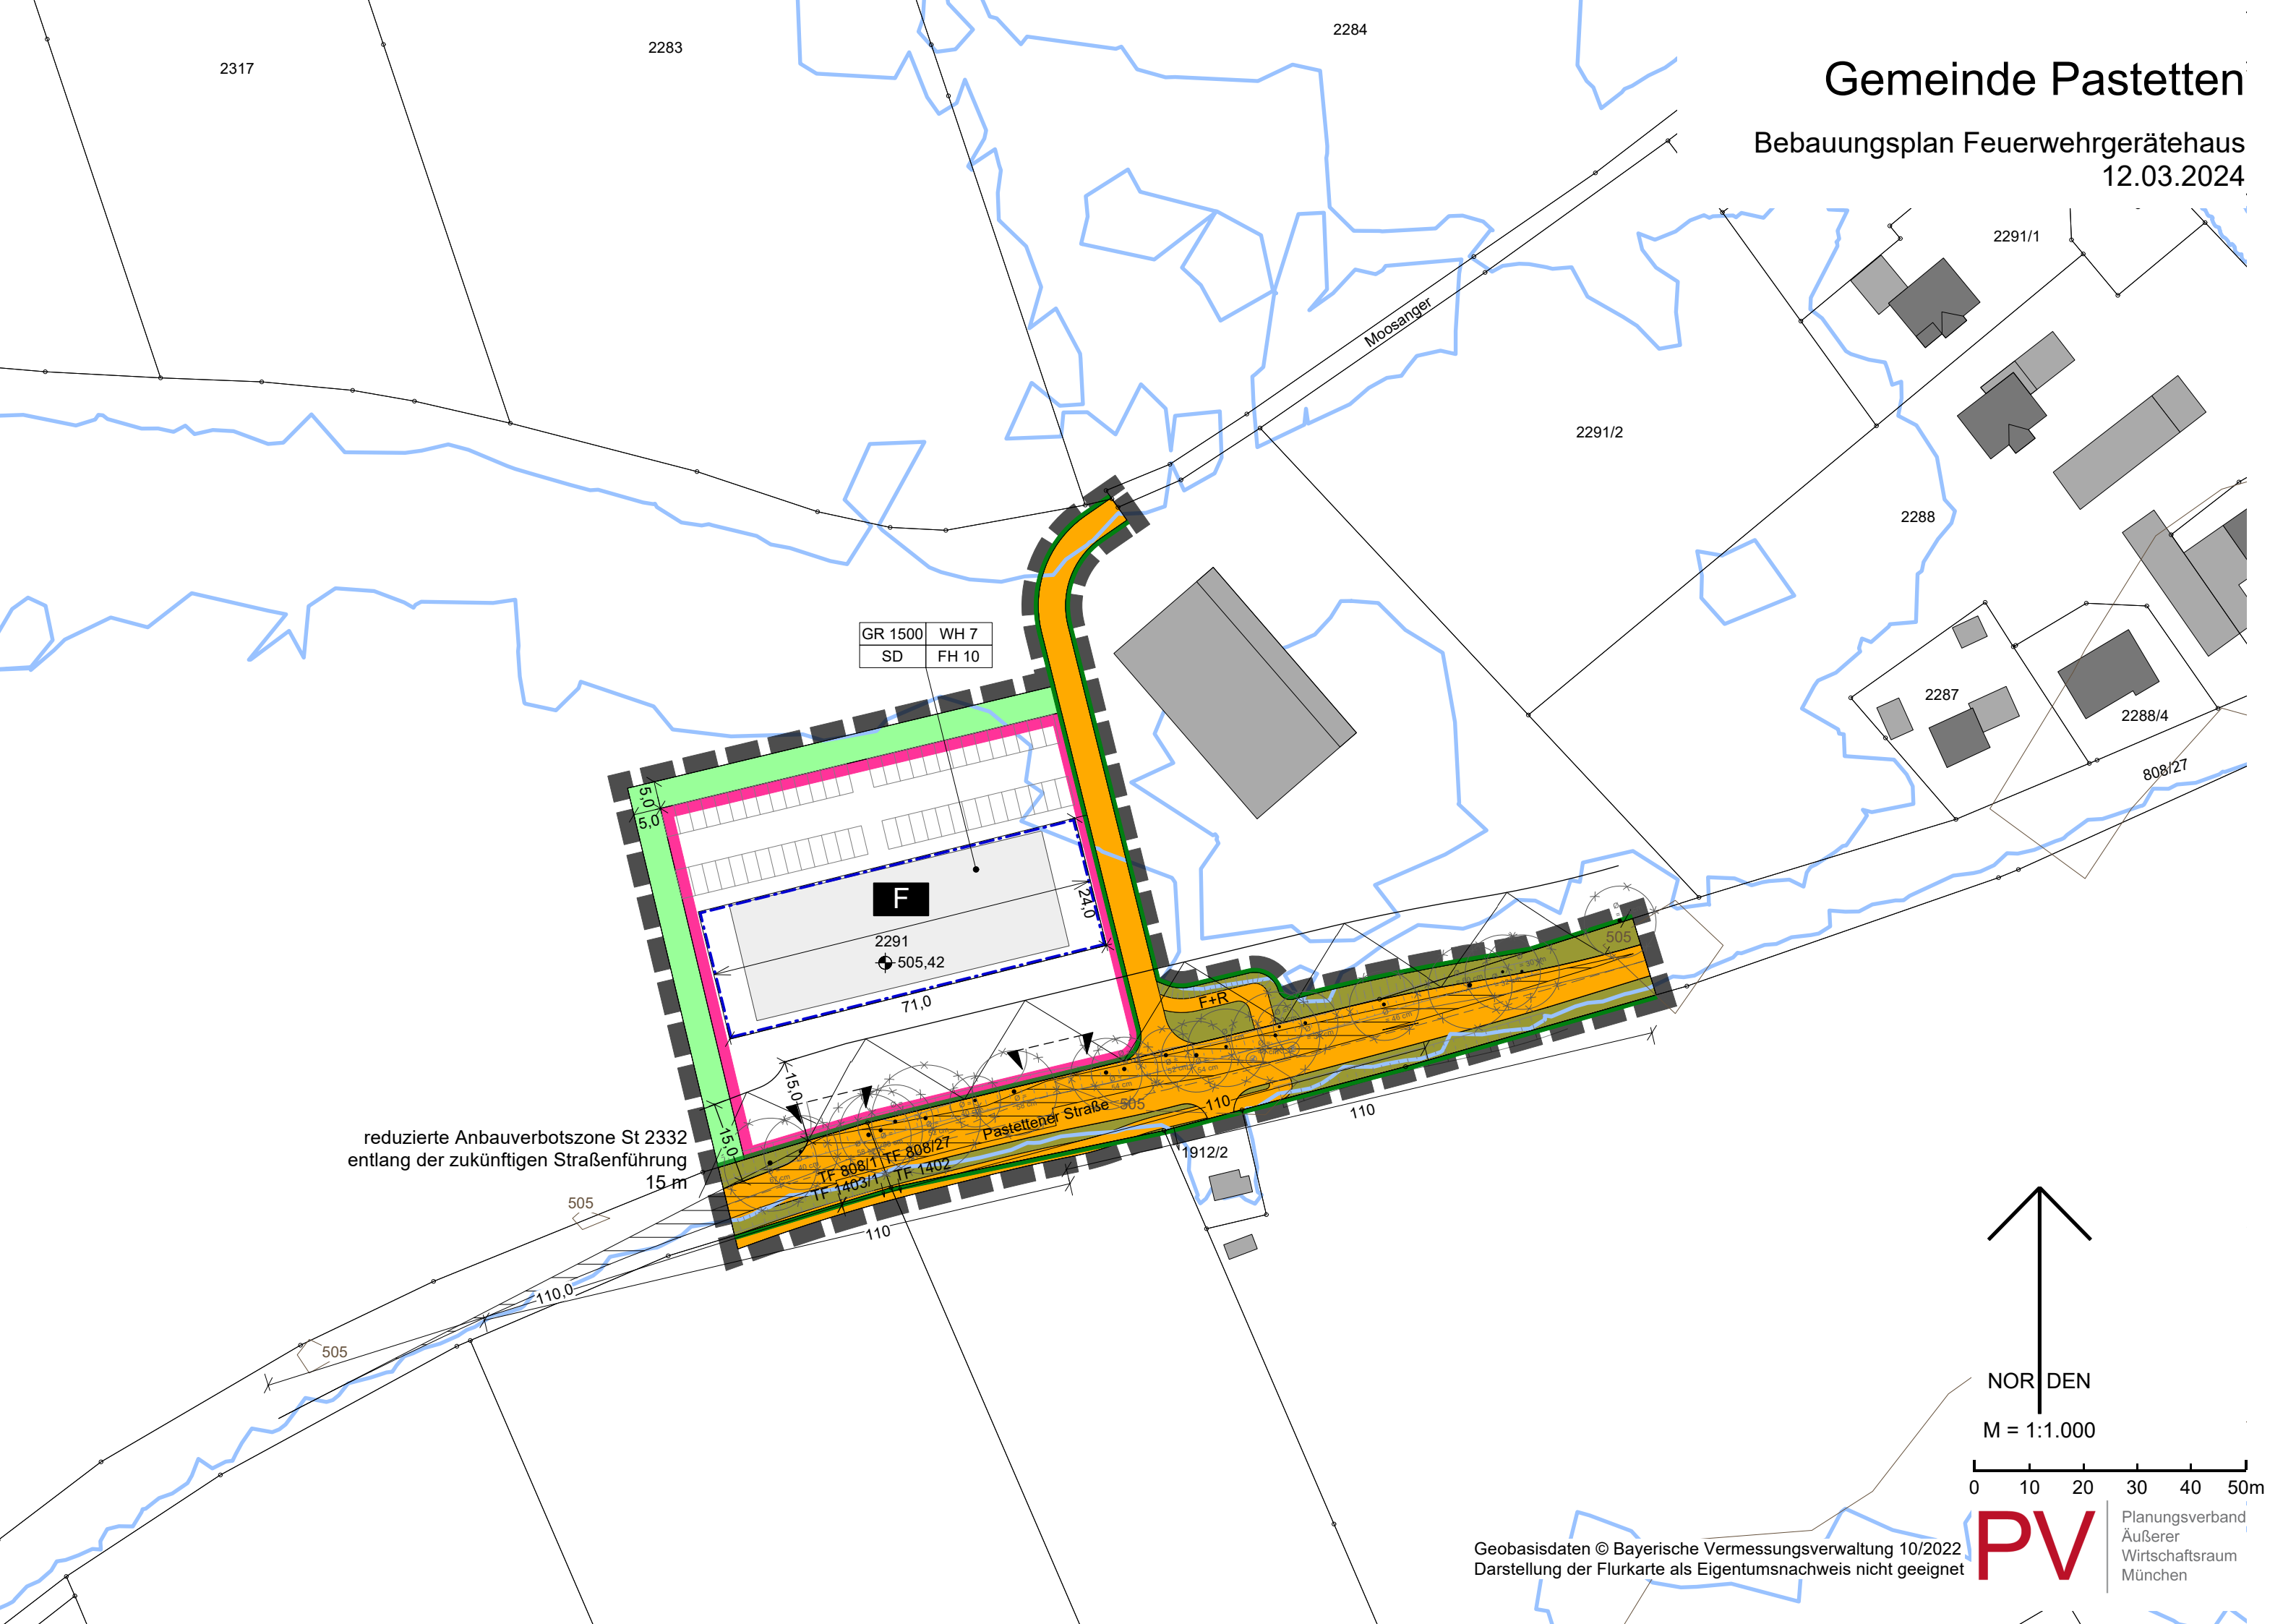 Gemeinde Pastetten
Bebauungsplan Feuerwehrgerätehaus
12.03.2024
2317
2283
2284
2291/1
Moosanger
2291/2
2288
2287
2288/4
808/27
GR 1500 WH 7
SD FH 10
5,0
5,0
F
24,0
2291
505,42
71,0
F+R
505
15,0
15,0
Pastettener Straße
505
110
110
TF 808/1 TF 808/27
TF 1403/1 TF 1402
1912/2
110
reduzierte Anbauverbotszone St 2332
entlang der zukünftigen Straßenführung
15 m
505
110,0
505
NORDEN
M = 1:1.000
0 10 20 30 40 50m
Geobasisdaten © Bayerische Vermessungsverwaltung 10/2022
Darstellung der Flurkarte als Eigentumsnachweis nicht geeignet
PV
Planungsverband
Äußerer
Wirtschaftsraum
München